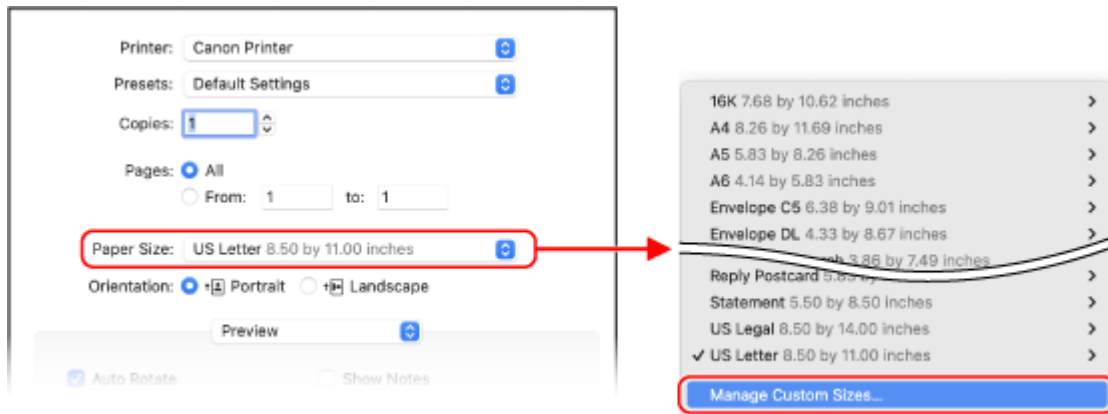 Printer: Canon Printer
Presets: Default Settings
Copies: 1
Pages: All
From: 1 to: 1
Paper Size: US Letter 8.50 by 11.00 inches
Orientation: Portrait Landscape
Preview
Auto Rotate Show Notes
16K 7.68 by 10.62 inches
A4 8.26 by 11.69 inches
A5 5.83 by 8.26 inches
A6 4.14 by 5.83 inches
Envelope C5 6.38 by 9.01 inches
Envelope DL 4.33 by 8.67 inches
3.86 by 7.49 inches
Reply Postcard
Statement 5.50 by 8.50 inches
US Legal 8.50 by 14.00 inches
US Letter 8.50 by 11.00 inches
Manage Custom Sizes...